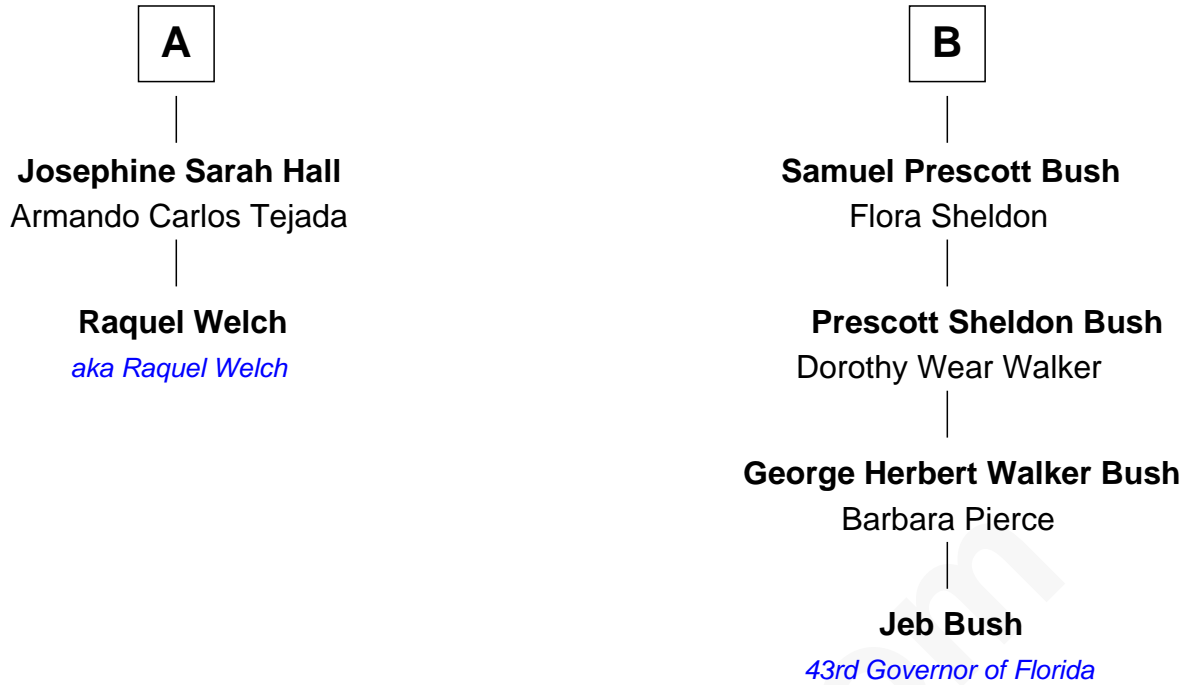 A
Josephine Sarah Hall
Armando Carlos Tejada
Raquel Welch
aka Raquel Welch
B
Samuel Prescott Bush
Flora Sheldon
Prescott Sheldon Bush
Dorothy Wear Walker
George Herbert Walker Bush
Barbara Pierce
Jeb Bush
43rd Governor of Florida